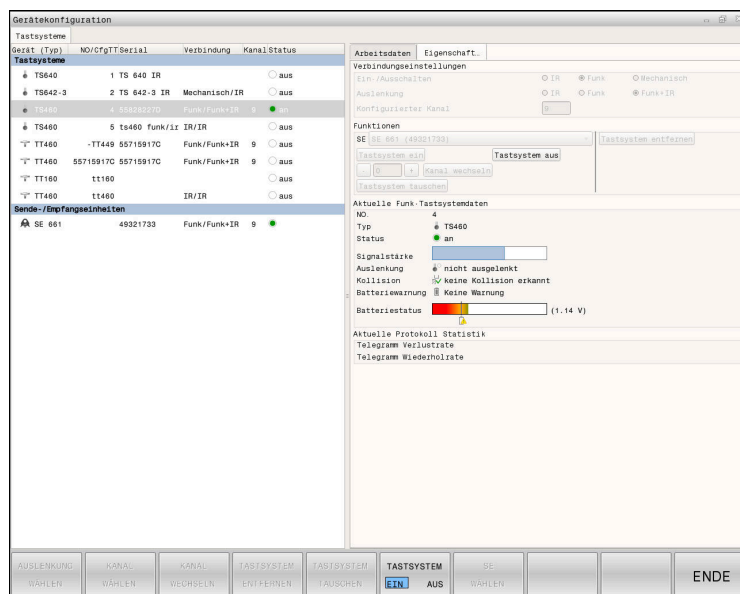 Gerätekonfiguration
Tastsysteme
Gerät (Typ) NO/CfgTT Serial Verbindung Kanal Status
Tastsysteme
TS640 1 TS 640 IR aus
TS642-3 2 TS 642-3 IR Mechanisch/IR aus
TS460 4 Funk/Funk+IR 9 an
TS460 5 ts460 funk/ir IR/IR aus
TT460 -TT449 55715917C Funk/Funk+IR 9 aus
TT460 55715917C 55715917C Funk/Funk+IR 9 aus
TT160 tt160 aus
TT460 tt460 IR/IR aus
Sende-/Empfangseinheiten
SE 661 49321733 Funk/Funk+IR 9
Arbeitsdaten Eigenschaft…
Verbindungseinstellungen
Ein-/Ausschalten IR Funk Mechanisch
Auslenkung IR Funk Funk+IR
Konfigurierter Kanal
Funktionen
SE SE 661 (49321733) Tastsystem entfernen
Tastsystem ein Tastsystem aus
- 0 + Kanal wechseln
Tastsystem tauschen
Aktuelle Funk-Tastsystemdaten
NO. 4
Typ TS460
Status an
Signalstärke
Auslenkung nicht ausgelenkt
Kollision keine Kollision erkannt
Batteriewarnung Keine Warnung
Batteriestatus (1.14 V)
Aktuelle Protokoll Statistik
Telegramm Verlustrate
Telegramm Wiederholrate
AUSLENKUNG WÄHLEN
KANAL WÄHLEN
KANAL WECHSELN
TASTSYSTEM ENTFERNEN
TASTSYSTEM TAUSCHEN
TASTSYSTEM EIN AUS
SE WÄHLEN
ENDE